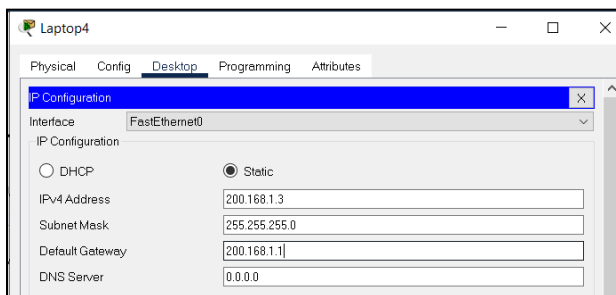 Laptop4
Physical Config Desktop Programming Attributes
IP Configuration X
Interface FastEthernet0
IP Configuration
DHCP Static
IPv4 Address 200.168.1.3
Subnet Mask 255.255.255.0
Default Gateway 200.168.1.1
DNS Server 0.0.0.0